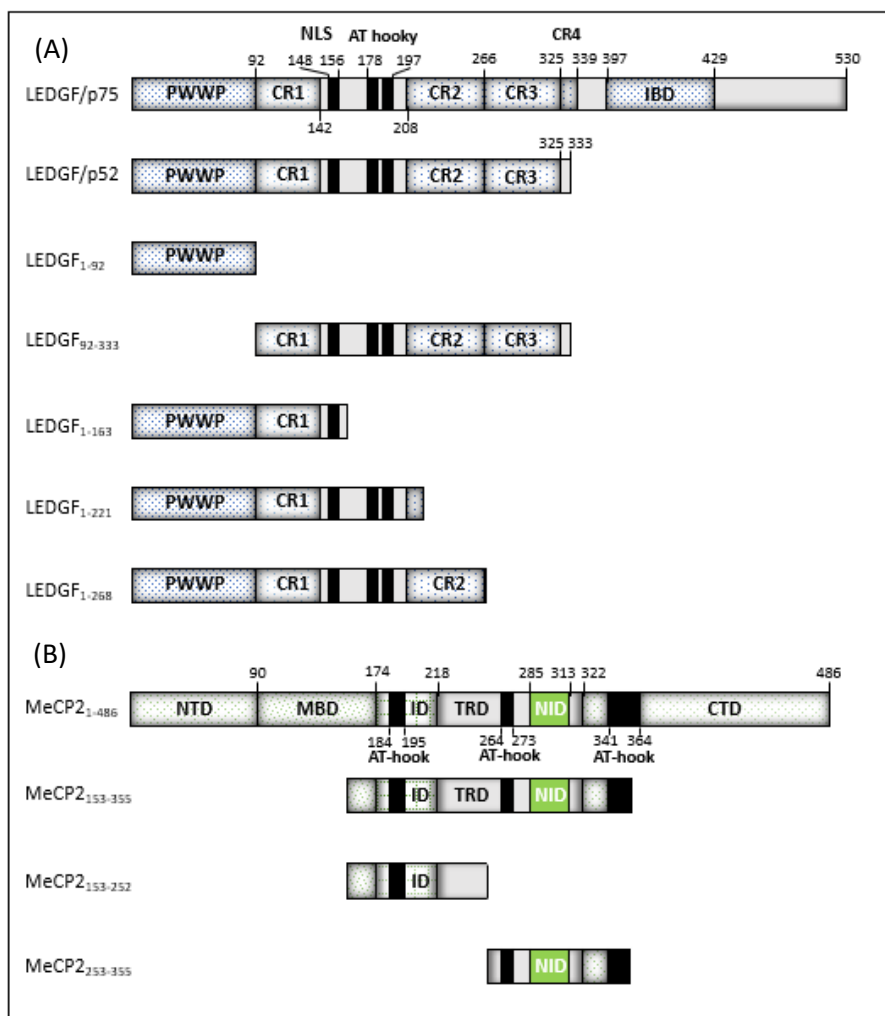 (A)
NLS AT hooky CR4
92 148 156 178 197 266 325 339 397 429 530
LEDGF/p75 PWWP CR1 CR2 CR3 IBD
142 208
325 333
LEDGF/p52 PWWP CR1 CR2 CR3
LEDGF1-92 PWWP
LEDGF92-333 CR1 CR2 CR3
LEDGF1-163 PWWP CR1
LEDGF1-221 PWWP CR1
LEDGF1-268 PWWP CR1 CR2
(B)
90 174 218 285 313 322 486
MeCP21-486 NTD MBD ID TRD NID CTD
184 195 264 273 341 364
AT-hook AT-hook AT-hook
MeCP2153-355 ID TRD NID
MeCP2153-252 ID
MeCP2253-355 NID